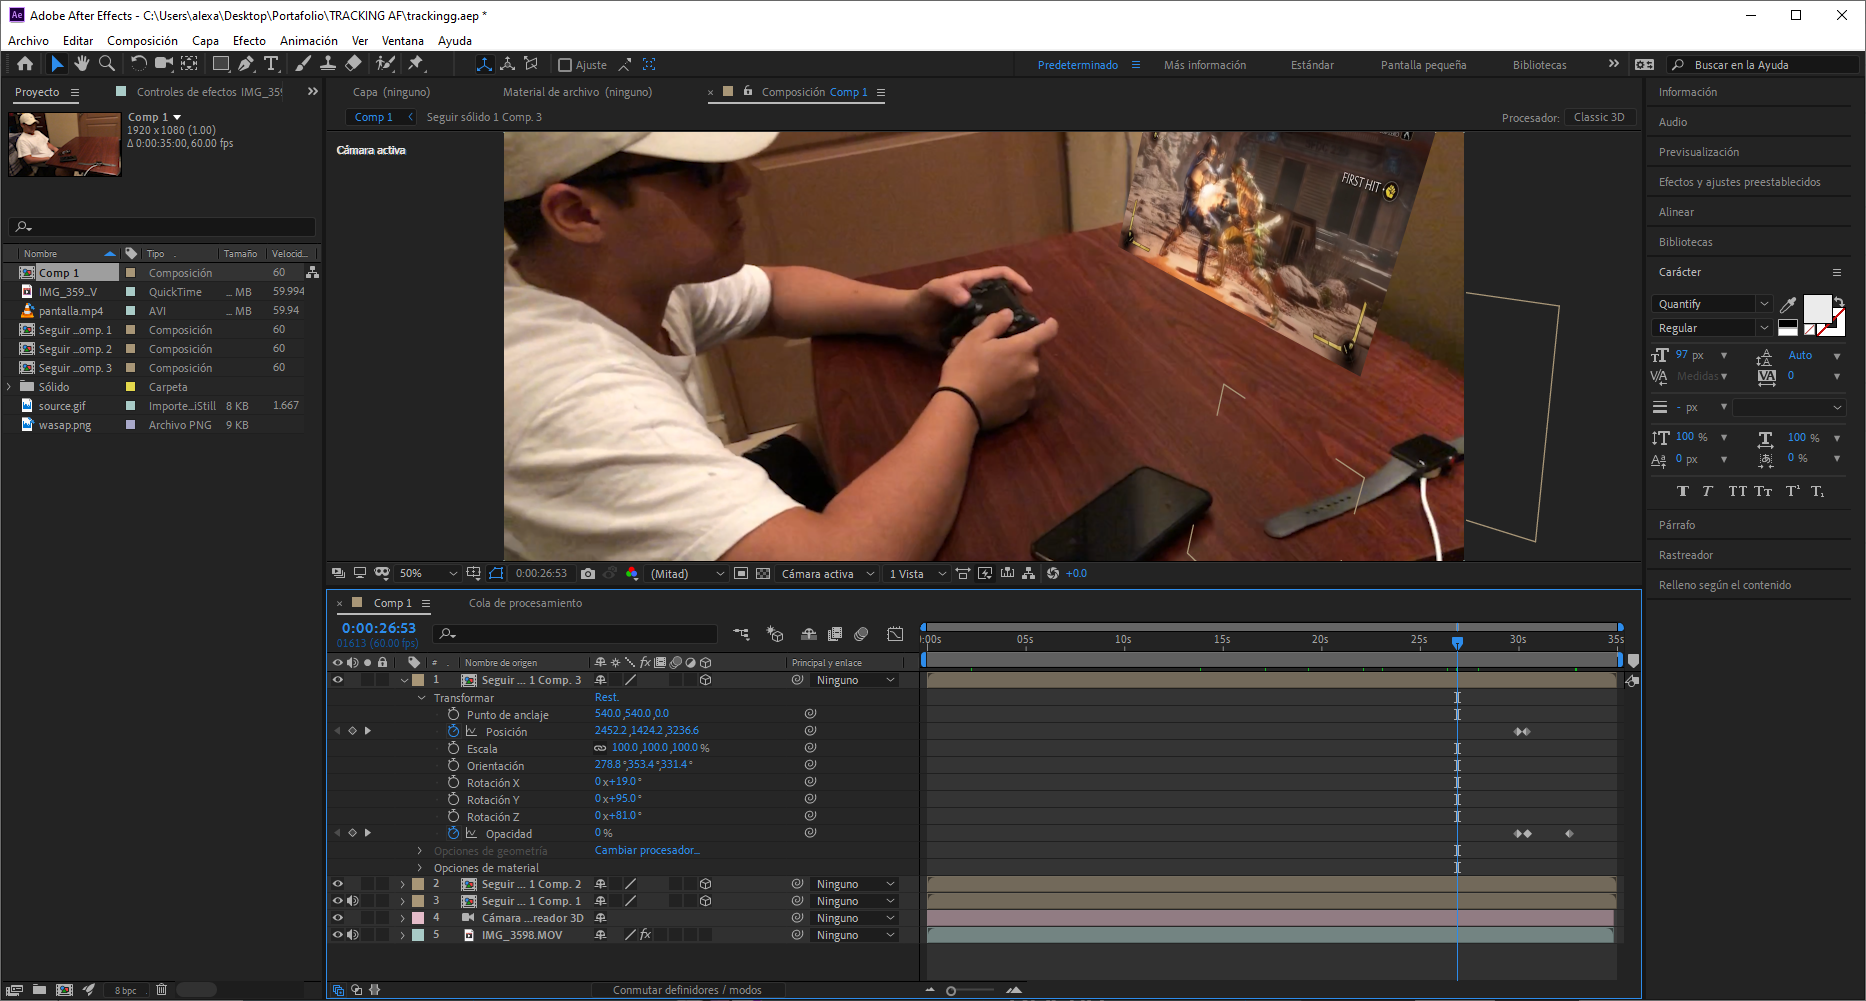 Adobe After Effects - C:\Users\alexa\Desktop\Portafolio\TRACKING AF\trackingg.aep *
Archivo Editar Composición Capa Efecto Animación Ver Ventana Ayuda
Ajuste
Predeterminado Más información Estándar Pantalla pequeña Bibliotecas
Buscar en la Ayuda
Proyecto
Controles de efectos IMG_359
Comp 1
1920 x 1080 (1.00)
Δ 0:00:35:00, 60.00 fps
Nombre Tipo Tamaño Velocid...
Comp 1 Composición 60
IMG_359..V QuickTime ... MB 59.994
pantalla.mp4 AVI ... MB 59.94
Seguir ...omp. 1 Composición 60
Seguir ...omp. 2 Composición 60
Seguir ...omp. 3 Composición 60
Sólido Carpeta
source.gif Importe...iStill 8 KB 1.667
wasap.png Archivo PNG 9 KB
8 bpc
Capa (ninguno)
Material de archivo (ninguno)
× Composición Comp 1
Comp 1 Seguir sólido 1 Comp. 3
Procesador: Classic 3D
Cámara activa
FIRST HIT
50% 0:00:26:53 (Mitad) Cámara activa 1 Vista +0.0
Información
Audio
Previsualización
Efectos y ajustes preestablecidos
Alinear
Bibliotecas
Carácter
Quantify
Regular
97 px Auto
Medidas 0
- px
100 % 100 %
0 px 0 %
T T TT Tт T¹ T₁
Párrafo
Rastreador
Relleno según el contenido
× Comp 1
Cola de procesamiento
0:00:26:53
01613 (60.00 fps)
:00s 05s 10s 15s 20s 25s 30s 35s
# Nombre de origen fx Principal y enlace
1 Seguir ... 1 Comp. 3 Ninguno
Transformar Rest.
Punto de anclaje 540.0,540.0,0.0
Posición 2452.2,1424.2,3236.6
Escala 100.0,100.0,100.0 %
Orientación 278.8°,353.4°,331.4°
Rotación X 0x+19.0°
Rotación Y 0x+95.0°
Rotación Z 0x+81.0°
Opacidad 0 %
Opciones de geometría Cambiar procesador...
Opciones de material
2 Seguir ... 1 Comp. 2 Ninguno
3 Seguir ... 1 Comp. 1 Ninguno
4 Cámara ...reador 3D Ninguno
5 IMG_3598.MOV fx Ninguno
Conmutar definidores / modos